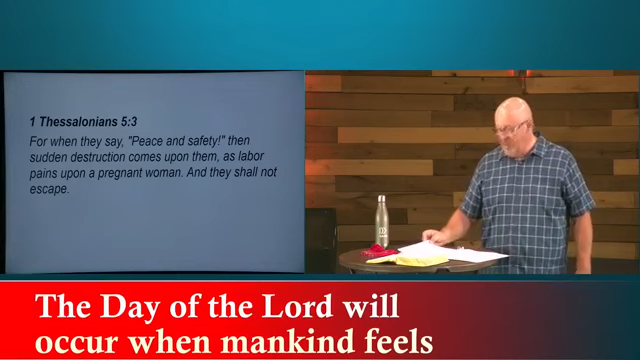 1 Thessalonians 5:3
For when they say, "Peace and safety!" then
sudden destruction comes upon them, as labor
pains upon a pregnant woman. And they shall not
escape.
The Day of the Lord will
occur when mankind feels